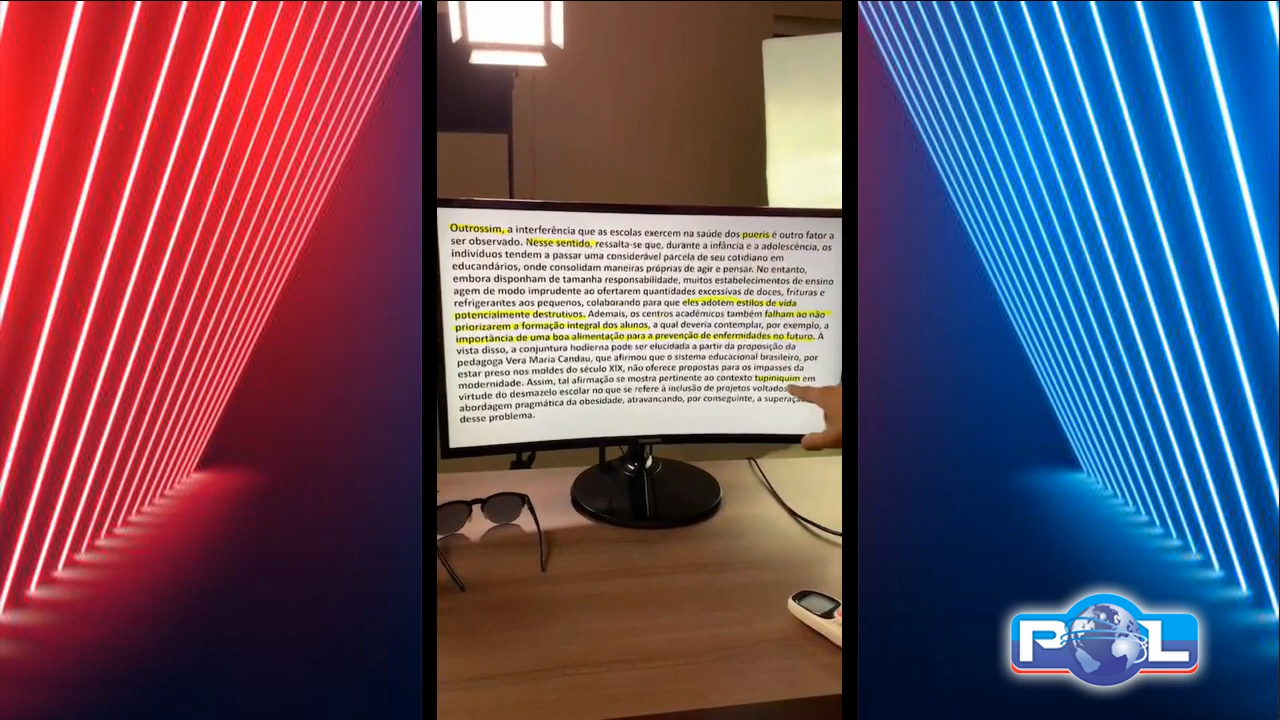 Outrossim, a interferência que as escolas exercem na saúde dos pueris é outro fator a
ser observado. Nesse sentido, ressalta-se que, durante a infância e a adolescência, os
indivíduos tendem a passar uma considerável parcela de seu cotidiano em
educandários, onde consolidam maneiras próprias de agir e pensar. No entanto,
embora disponham de tamanha responsabilidade, muitos estabelecimentos de ensino
agem de modo imprudente ao ofertarem quantidades excessivas de doces, frituras e
refrigerantes aos pequenos, colaborando para que eles adotem estilos de vida
potencialmente destrutivos. Ademais, os centros acadêmicos também falham ao não
priorizarem a formação integral dos alunos, a qual deveria contemplar, por exemplo, a
importância de uma boa alimentação para a prevenção de enfermidades no futuro. À
vista disso, a conjuntura hodierna pode ser elucidada a partir da proposição da
pedagoga Vera Maria Candau, que afirmou que o sistema educacional brasileiro, por
estar preso nos moldes do século XIX, não oferece propostas para os impasses da
modernidade. Assim, tal afirmação se mostra pertinente ao contexto tupiniquim em
virtude do desmazelo escolar no que se refere à inclusão de projetos voltados
abordagem pragmática da obesidade, atravancando, por conseguinte, a superaç
desse problema.
POL